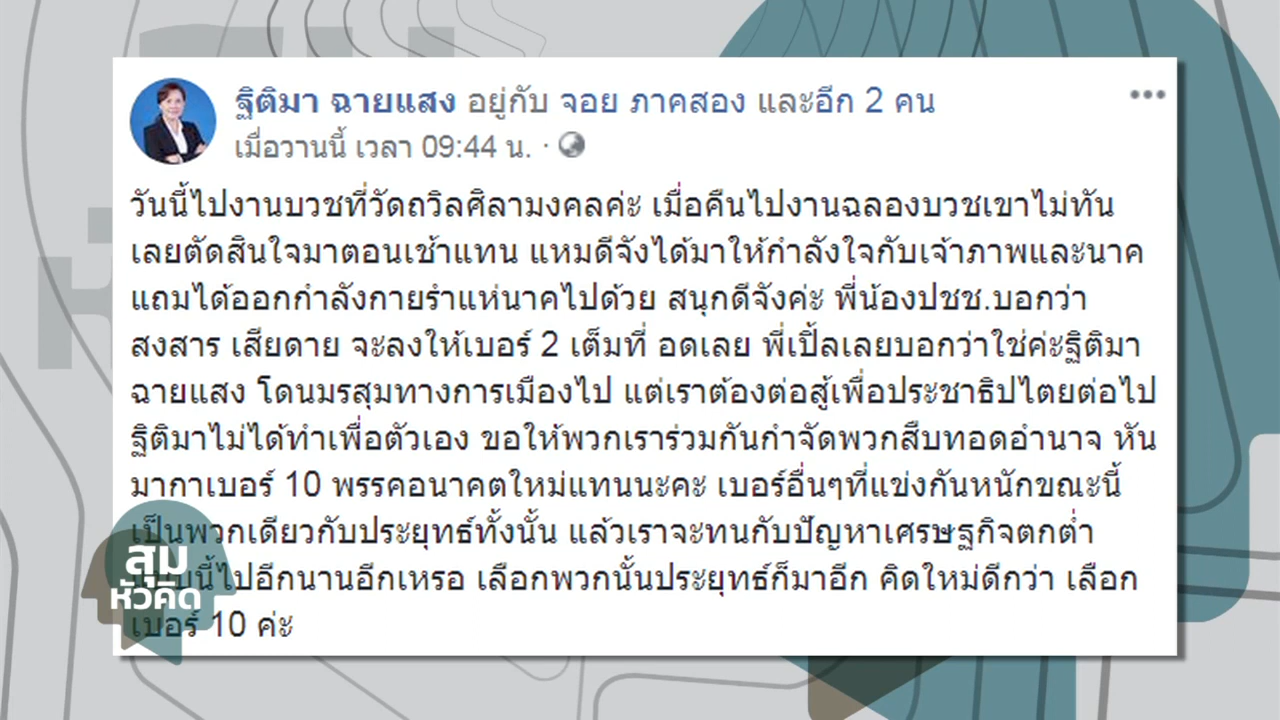 ฐิติมา ฉายแสง อยู่กับ จอย ภาคสอง และอีก 2 คน
เมื่อวานนี้ เวลา 09:44 น. ·
วันนี้ไปงานบวชที่วัดถวิลศิลามงคลค่ะ เมื่อคืนไปงานฉลองบวชเขาไม่ทัน
เลยตัดสินใจมาตอนเช้าแทน แหมดีจังได้มาให้กำลังใจกับเจ้าภาพและนาค
แถมได้ออกกำลังกายรำแห่นาคไปด้วย สนุกดีจังค่ะ พี่น้องปชช.บอกว่า
สงสาร เสียดาย จะลงให้เบอร์ 2 เต็มที่ อดเลย พี่เปิ้ลเลยบอกว่าใช่ค่ะฐิติมา
ฉายแสง โดนมรสุมทางการเมืองไป แต่เราต้องต่อสู้เพื่อประชาธิปไตยต่อไป
ฐิติมาไม่ได้ทำเพื่อตัวเอง ขอให้พวกเราร่วมกันกำจัดพวกสืบทอดอำนาจ หัน
มากาเบอร์ 10 พรรคอนาคตใหม่แทนนะคะ เบอร์อื่นๆที่แข่งกันหนักขณะนี้
เป็นพวกเดียวกับประยุทธ์ทั้งนั้น แล้วเราจะทนกับปัญหาเศรษฐกิจตกต่ำ
ไปอีกนานอีกเหรอ เลือกพวกนั้นประยุทธ์ก็มาอีก คิดใหม่ดีกว่า เลือก
เบอร์ 10 ค่ะ
สุม
หัวคิด